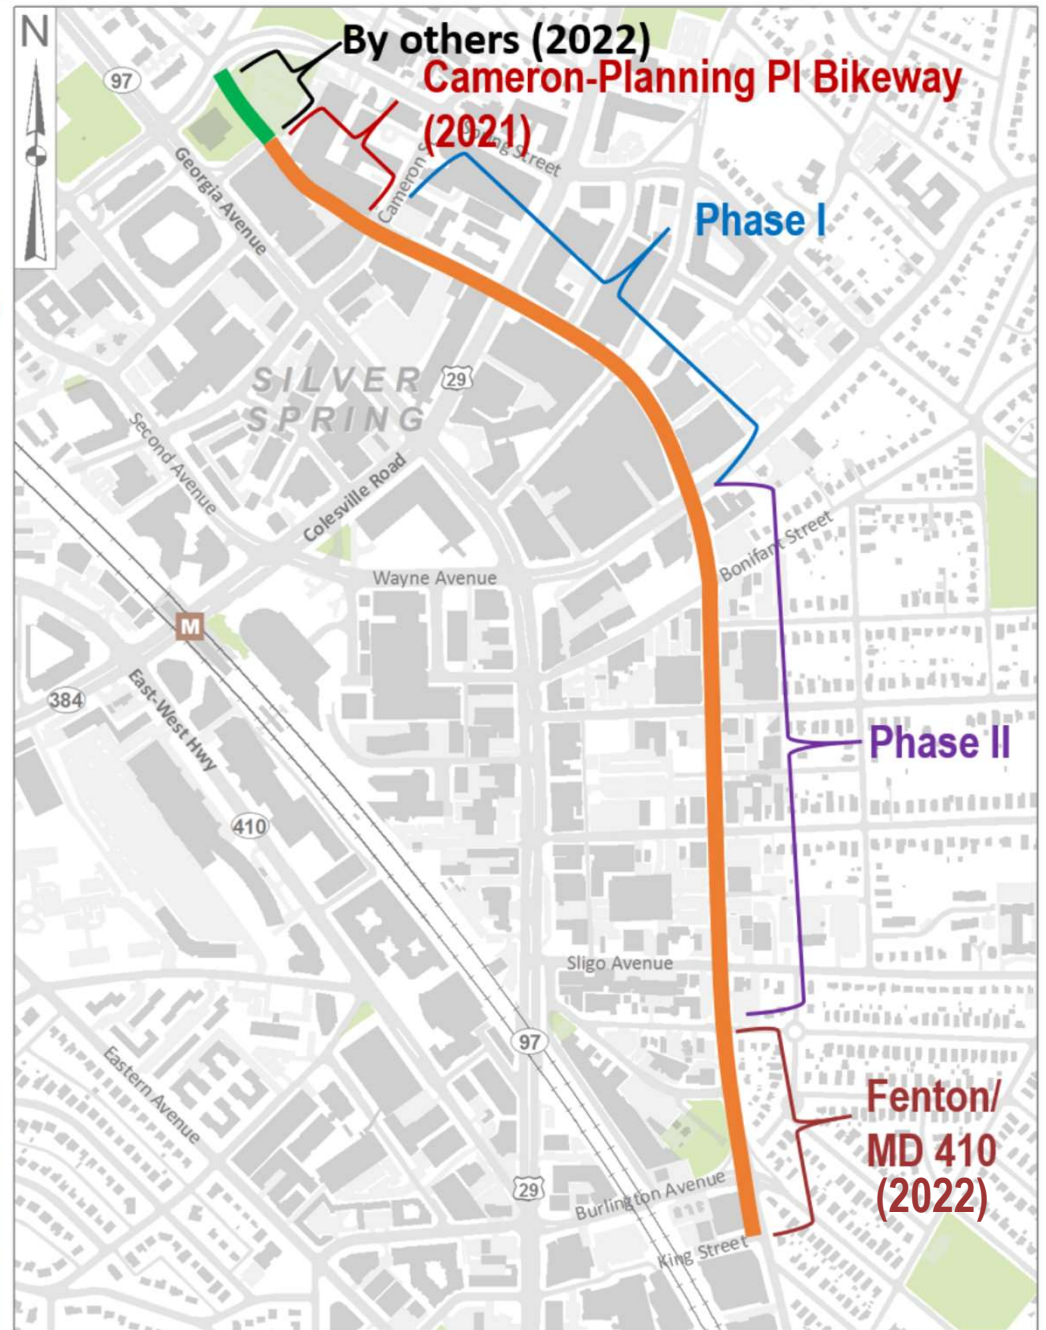 N
97
By others (2022)
Cameron-Planning Pl Bikeway
(2021)
Spring Street
Cameron S
Georgia Avenue
Phase I
SILVER
SPRING
29
Second Avenue
Colesville Road
Bonifant Street
Wayne Avenue
M
384
East-West Hwy
Phase II
410
Sligo Avenue
97
Eastern Avenue
Fenton/
MD 410
(2022)
29
Burlington Avenue
King Street